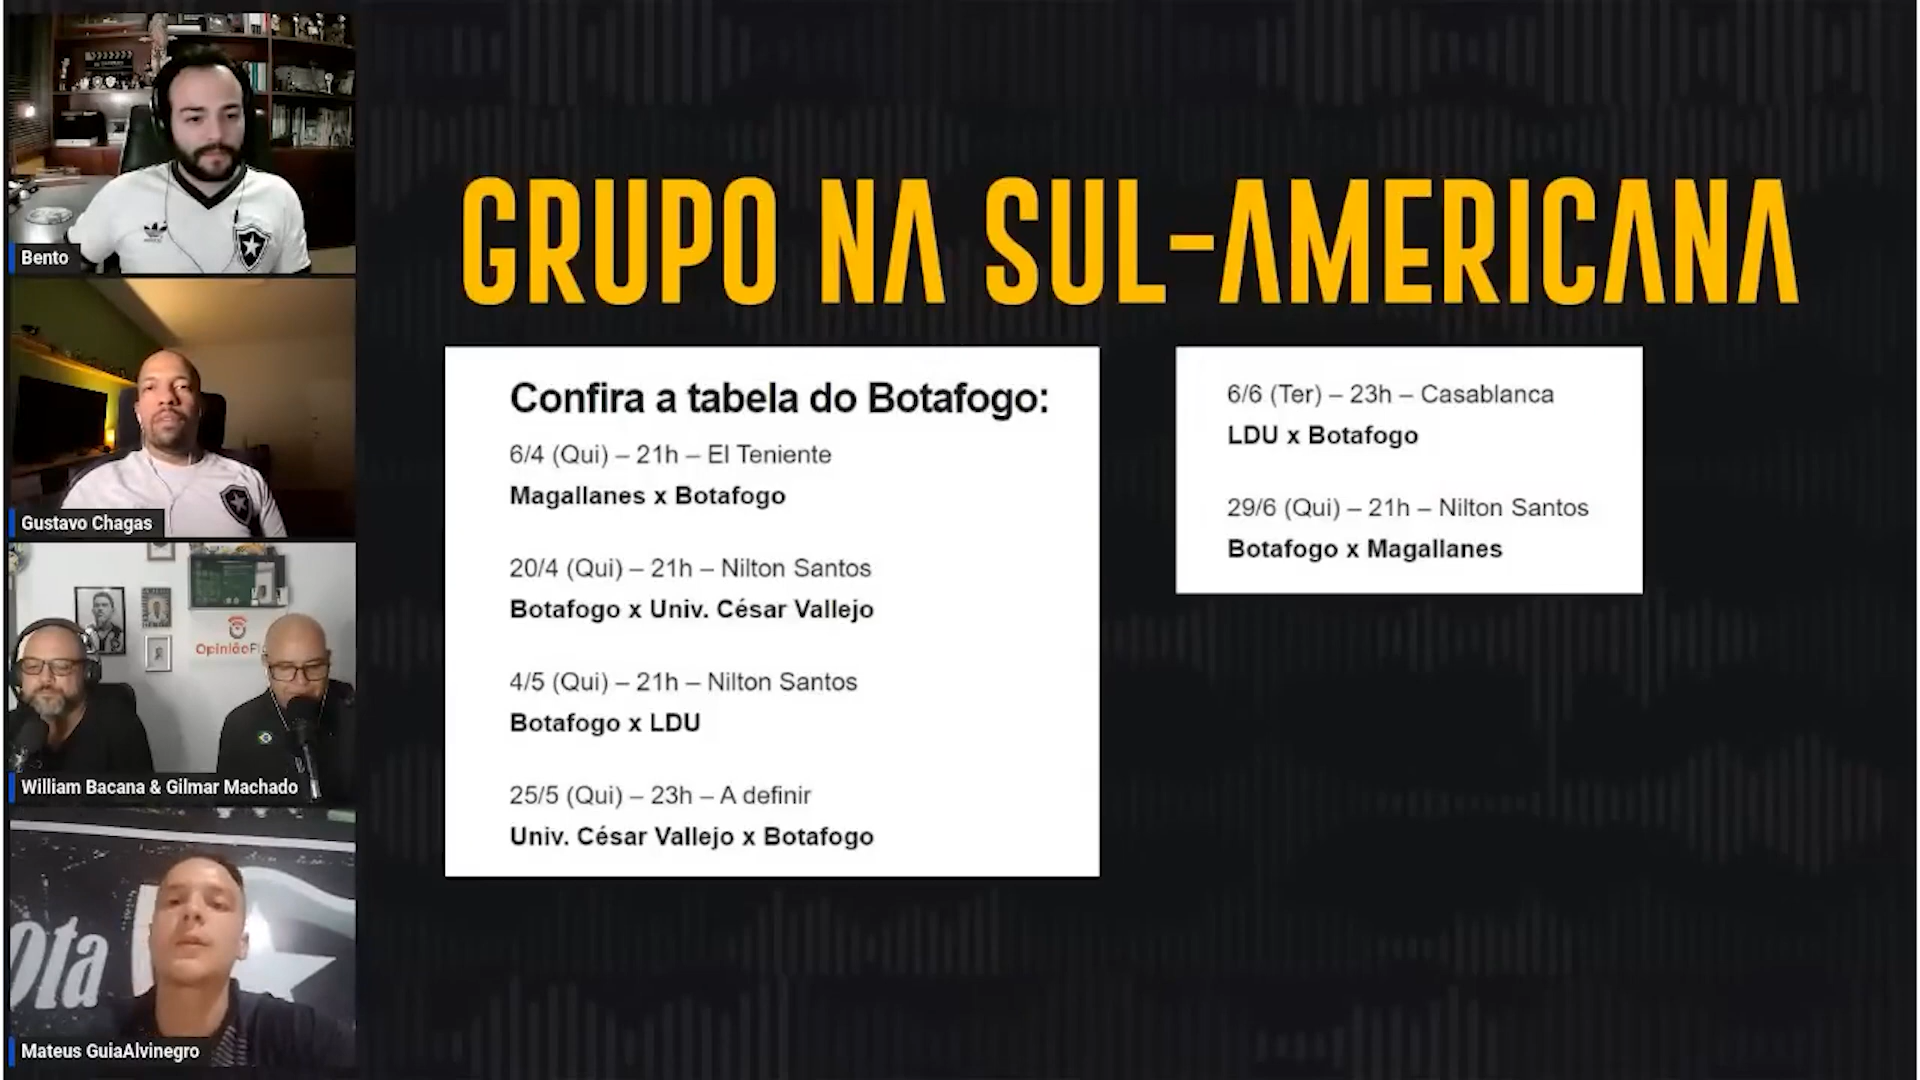 GRUPO NA SUL-AMERICANA
Confira a tabela do Botafogo:
6/4 (Qui) – 21h – El Teniente
Magallanes x Botafogo
20/4 (Qui) – 21h – Nilton Santos
Botafogo x Univ. César Vallejo
4/5 (Qui) – 21h – Nilton Santos
Botafogo x LDU
25/5 (Qui) – 23h – A definir
Univ. César Vallejo x Botafogo
6/6 (Ter) – 23h – Casablanca
LDU x Botafogo
29/6 (Qui) – 21h – Nilton Santos
Botafogo x Magallanes
Bento
Gustavo Chagas
William Bacana & Gilmar Machado
Mateus GuiaAlvinegro